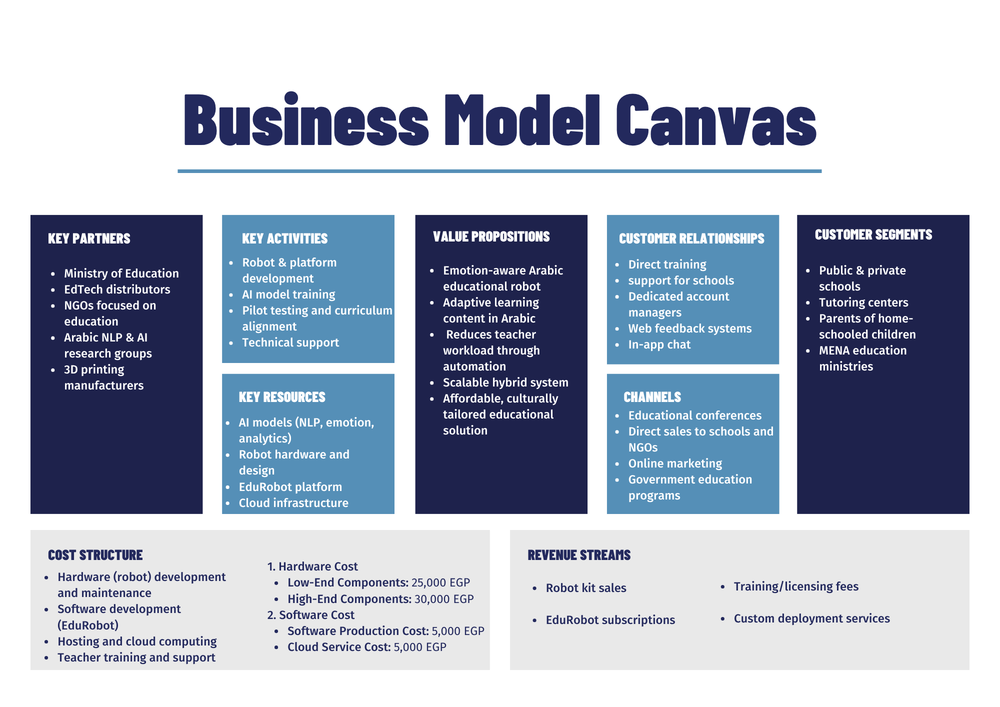 Business Model Canvas
KEY PARTNERS
• Ministry of Education
• EdTech distributors
• NGOs focused on
education
• Arabic NLP & AI
research groups
• 3D printing
manufacturers
KEY ACTIVITIES
• Robot & platform
development
• AI model training
• Pilot testing and curriculum
alignment
• Technical support
KEY RESOURCES
• AI models (NLP, emotion,
analytics)
• Robot hardware and
design
• EduRobot platform
• Cloud infrastructure
VALUE PROPOSITIONS
• Emotion-aware Arabic
educational robot
• Adaptive learning
content in Arabic
• Reduces teacher
workload through
automation
• Scalable hybrid system
• Affordable, culturally
tailored educational
solution
CUSTOMER RELATIONSHIPS
• Direct training
• support for schools
• Dedicated account
managers
• Web feedback systems
• In-app chat
CHANNELS
• Educational conferences
• Direct sales to schools and
NGOs
• Online marketing
• Government education
programs
CUSTOMER SEGMENTS
• Public & private
schools
• Tutoring centers
• Parents of home-
schooled children
• MENA education
ministries
COST STRUCTURE
• Hardware (robot) development
and maintenance
• Software development
(EduRobot)
• Hosting and cloud computing
• Teacher training and support
1. Hardware Cost
• Low-End Components: 25,000 EGP
• High-End Components: 30,000 EGP
2. Software Cost
• Software Production Cost: 5,000 EGP
• Cloud Service Cost: 5,000 EGP
REVENUE STREAMS
• Robot kit sales
• EduRobot subscriptions
• Training/licensing fees
• Custom deployment services